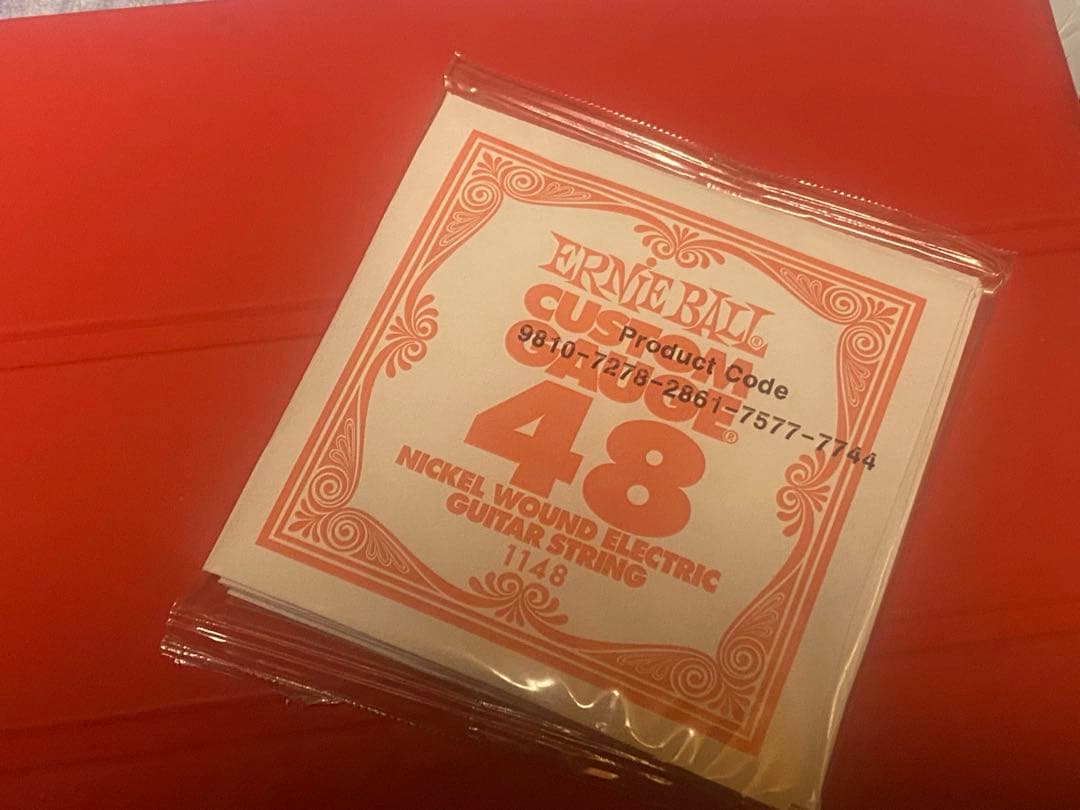 ERNIE BALL®
CUSTOM
GAUGE®
Product Code
9810-7278-2861-7577-7744
48
NICKEL WOUND ELECTRIC
GUITAR STRING
1148